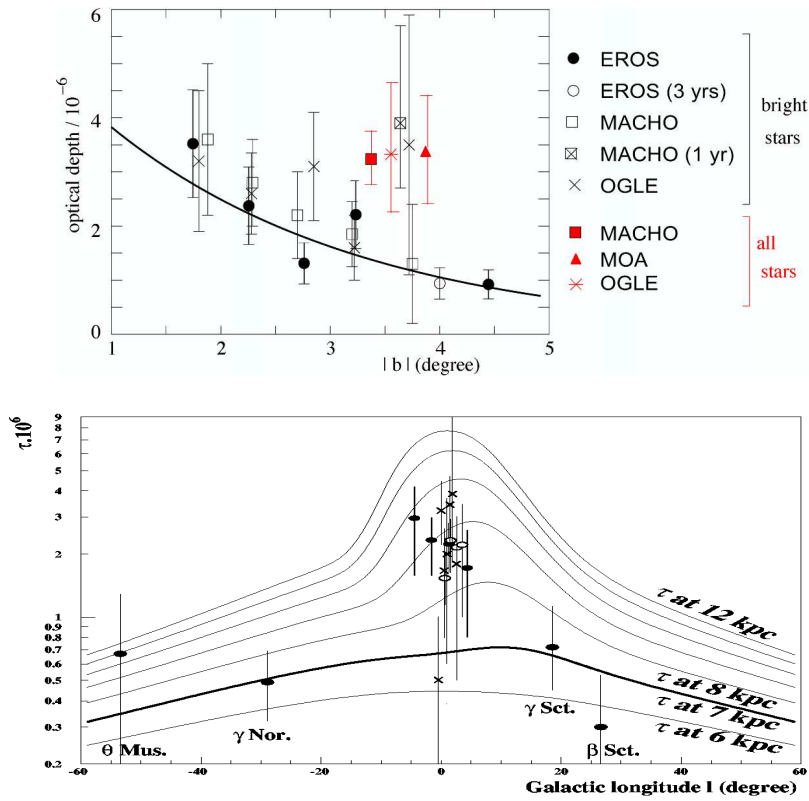 6
4
2
0
optical depth / 10⁻⁶
1 2 3 4 5
| b | (degree)
EROS
EROS (3 yrs)
MACHO
MACHO (1 yr)
OGLE
bright
stars
MACHO
MOA
OGLE
all
stars
τ.10⁶
9
8
7
6
5
4
3
2
1
0.9
0.8
0.7
0.6
0.5
0.4
0.3
0.2
τ at 12 kpc
τ at 8 kpc
τ at 7 kpc
τ at 6 kpc
θ Mus.
γ Nor.
γ Sct.
β Sct.
-60 -40 -20 0 20 40 60
Galactic longitude l (degree)